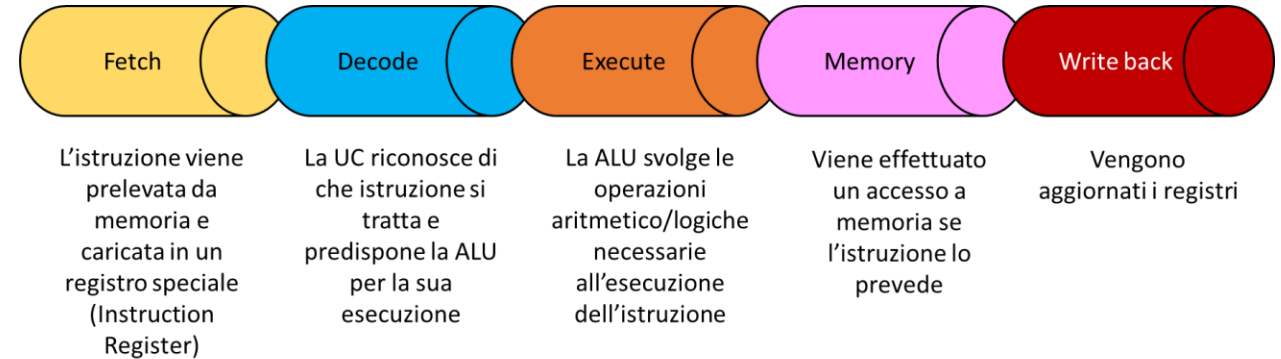 Fetch
Decode
Execute
Memory
Write back
L’istruzione viene
prelevata da
memoria e
caricata in un
registro speciale
(Instruction
Register)
La UC riconosce di
che istruzione si
tratta e
predispone la ALU
per la sua
esecuzione
La ALU svolge le
operazioni
aritmetico/logiche
necessarie
all’esecuzione
dell’istruzione
Viene effettuato
un accesso a
memoria se
l’istruzione lo
prevede
Vengono
aggiornati i registri